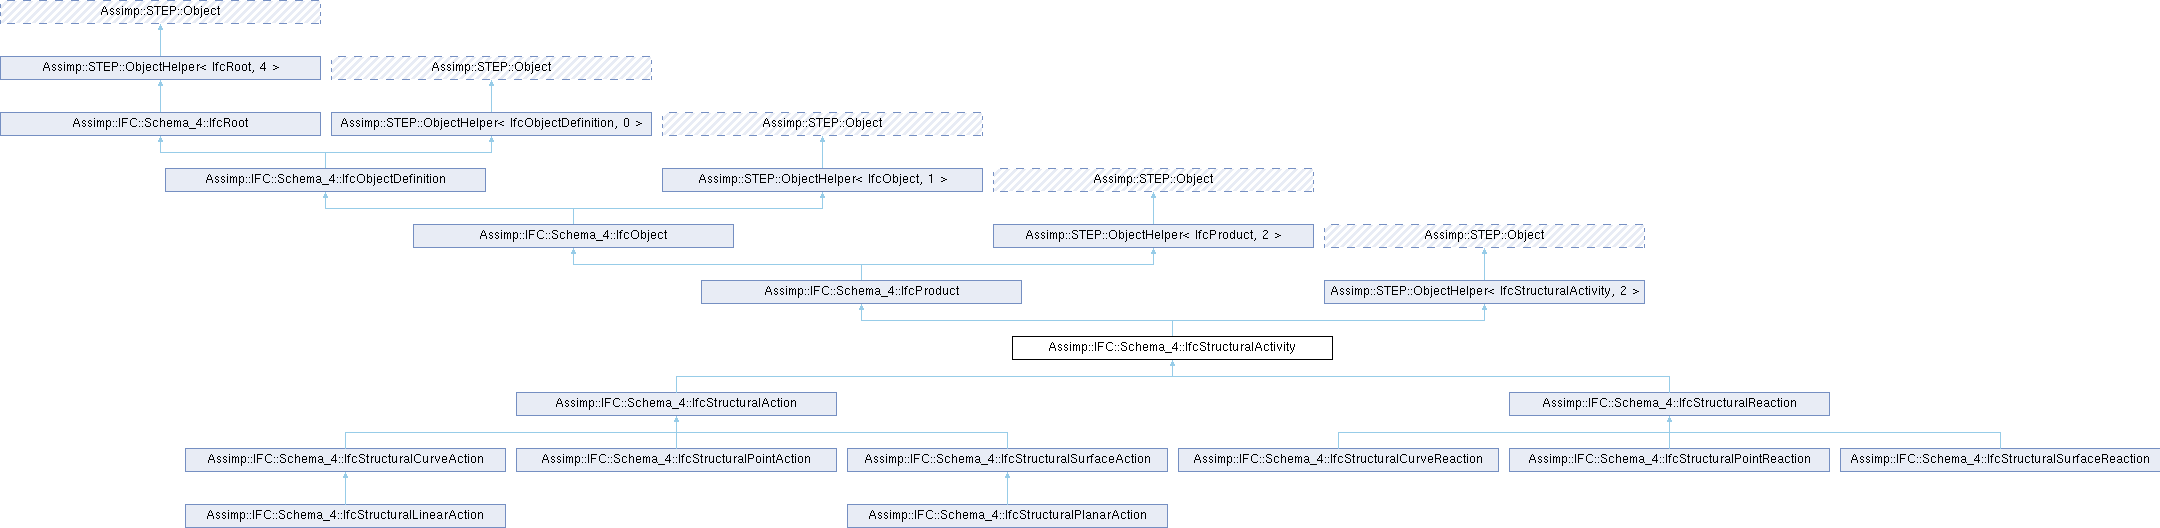 Assimp::STEP::Object
Assimp::STEP::ObjectHelper< IfcRoot, 4 >
Assimp::STEP::Object
Assimp::IFC::Schema_4::IfcRoot
Assimp::STEP::ObjectHelper< IfcObjectDefinition, 0 >
Assimp::STEP::Object
Assimp::IFC::Schema_4::IfcObjectDefinition
Assimp::STEP::ObjectHelper< IfcObject, 1 >
Assimp::STEP::Object
Assimp::IFC::Schema_4::IfcObject
Assimp::STEP::ObjectHelper< IfcProduct, 2 >
Assimp::STEP::Object
Assimp::IFC::Schema_4::IfcProduct
Assimp::STEP::ObjectHelper< IfcStructuralActivity, 2 >
Assimp::IFC::Schema_4::IfcStructuralActivity
Assimp::IFC::Schema_4::IfcStructuralAction
Assimp::IFC::Schema_4::IfcStructuralReaction
Assimp::IFC::Schema_4::IfcStructuralCurveAction
Assimp::IFC::Schema_4::IfcStructuralPointAction
Assimp::IFC::Schema_4::IfcStructuralSurfaceAction
Assimp::IFC::Schema_4::IfcStructuralCurveReaction
Assimp::IFC::Schema_4::IfcStructuralPointReaction
Assimp::IFC::Schema_4::IfcStructuralSurfaceReaction
Assimp::IFC::Schema_4::IfcStructuralLinearAction
Assimp::IFC::Schema_4::IfcStructuralPlanarAction